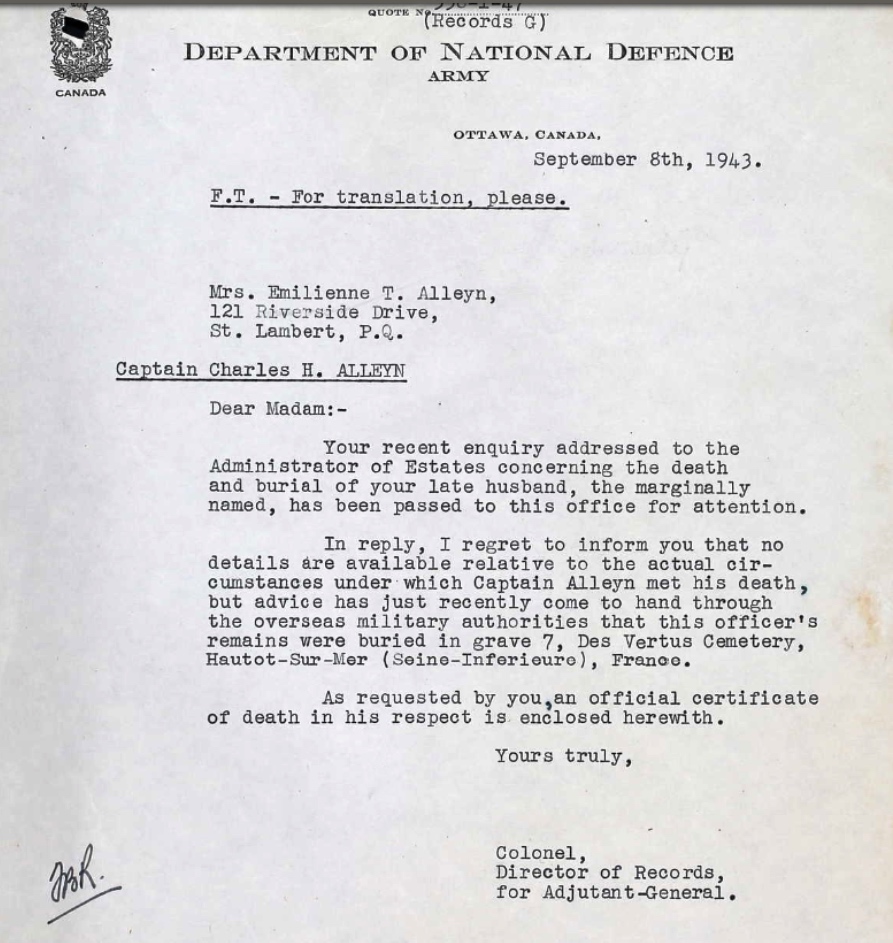 QUOTE No.
(Records G)
DEPARTMENT OF NATIONAL DEFENCE
ARMY
CANADA
OTTAWA, CANADA,
September 8th, 1943.
F.T. - For translation, please.
Mrs. Emilienne T. Alleyn,
121 Riverside Drive,
St. Lambert, P.Q.
Captain Charles H. ALLEYN
Dear Madam:-
Your recent enquiry addressed to the
Administrator of Estates concerning the death
and burial of your late husband, the marginally
named, has been passed to this office for attention.
In reply, I regret to inform you that no
details are available relative to the actual cir-
cumstances under which Captain Alleyn met his death,
but advice has just recently come to hand through
the overseas military authorities that this officer's
remains were buried in grave 7, Des Vertus Cemetery,
Hautot-Sur-Mer (Seine-Inferieure), France.
As requested by you,an official certificate
of death in his respect is enclosed herewith.
Yours truly,
Colonel,
Director of Records,
for Adjutant-General.